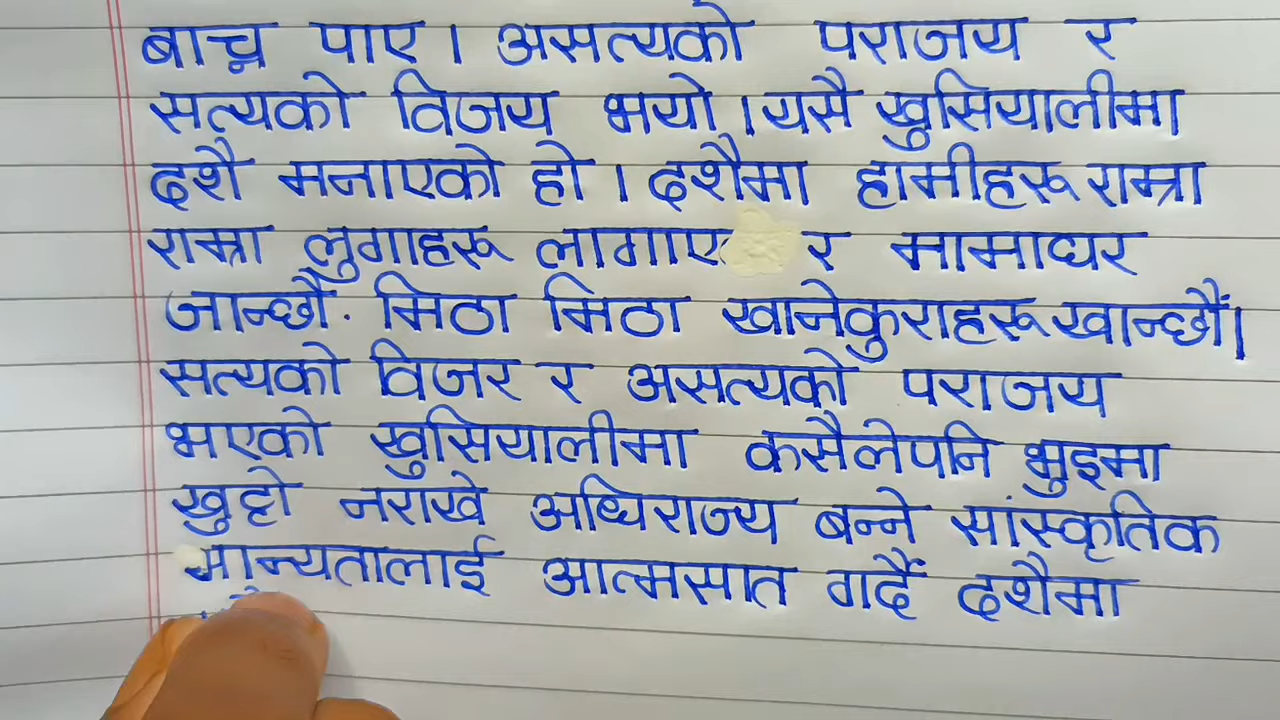 बाच्न पाए । असत्यको पराजय र
सत्यको विजय भयो । यसै खुसियालीमा
दशै मनाएको हो । दशैमा हामीहरू राम्रा
राम्रा लुगाहरू लागाए र मामाघर
जान्छौ. मिठा मिठा खानेकुराहरू खान्छौं।
सत्यको विजर र असत्यको पराजय
भएको खुसियालीमा कसैलेपनि भुइमा
खुट्टो नराखे अधिराज्य बन्ने सांस्कृतिक
मान्यतालाई आत्मसात गर्दै दशैमा